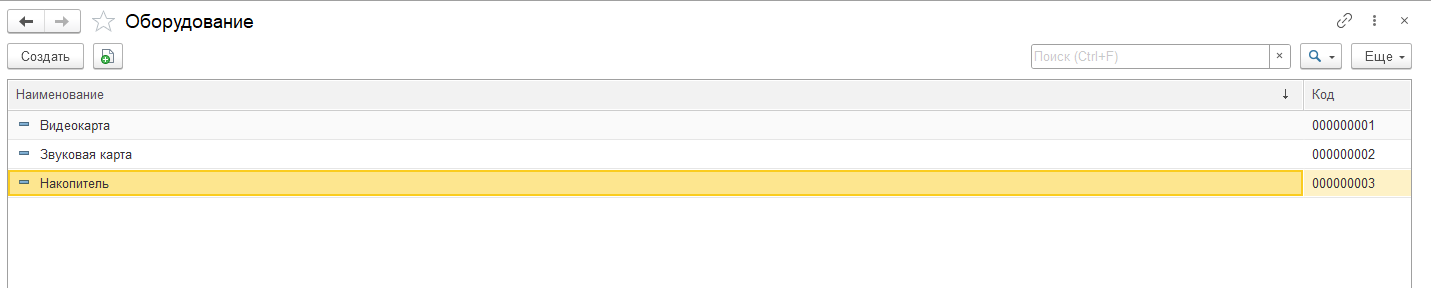 Оборудование
Создать
Поиск (Ctrl+F)
×
Еще
Наименование
↓
Код
Видеокарта
000000001
Звуковая карта
000000002
Накопитель
000000003